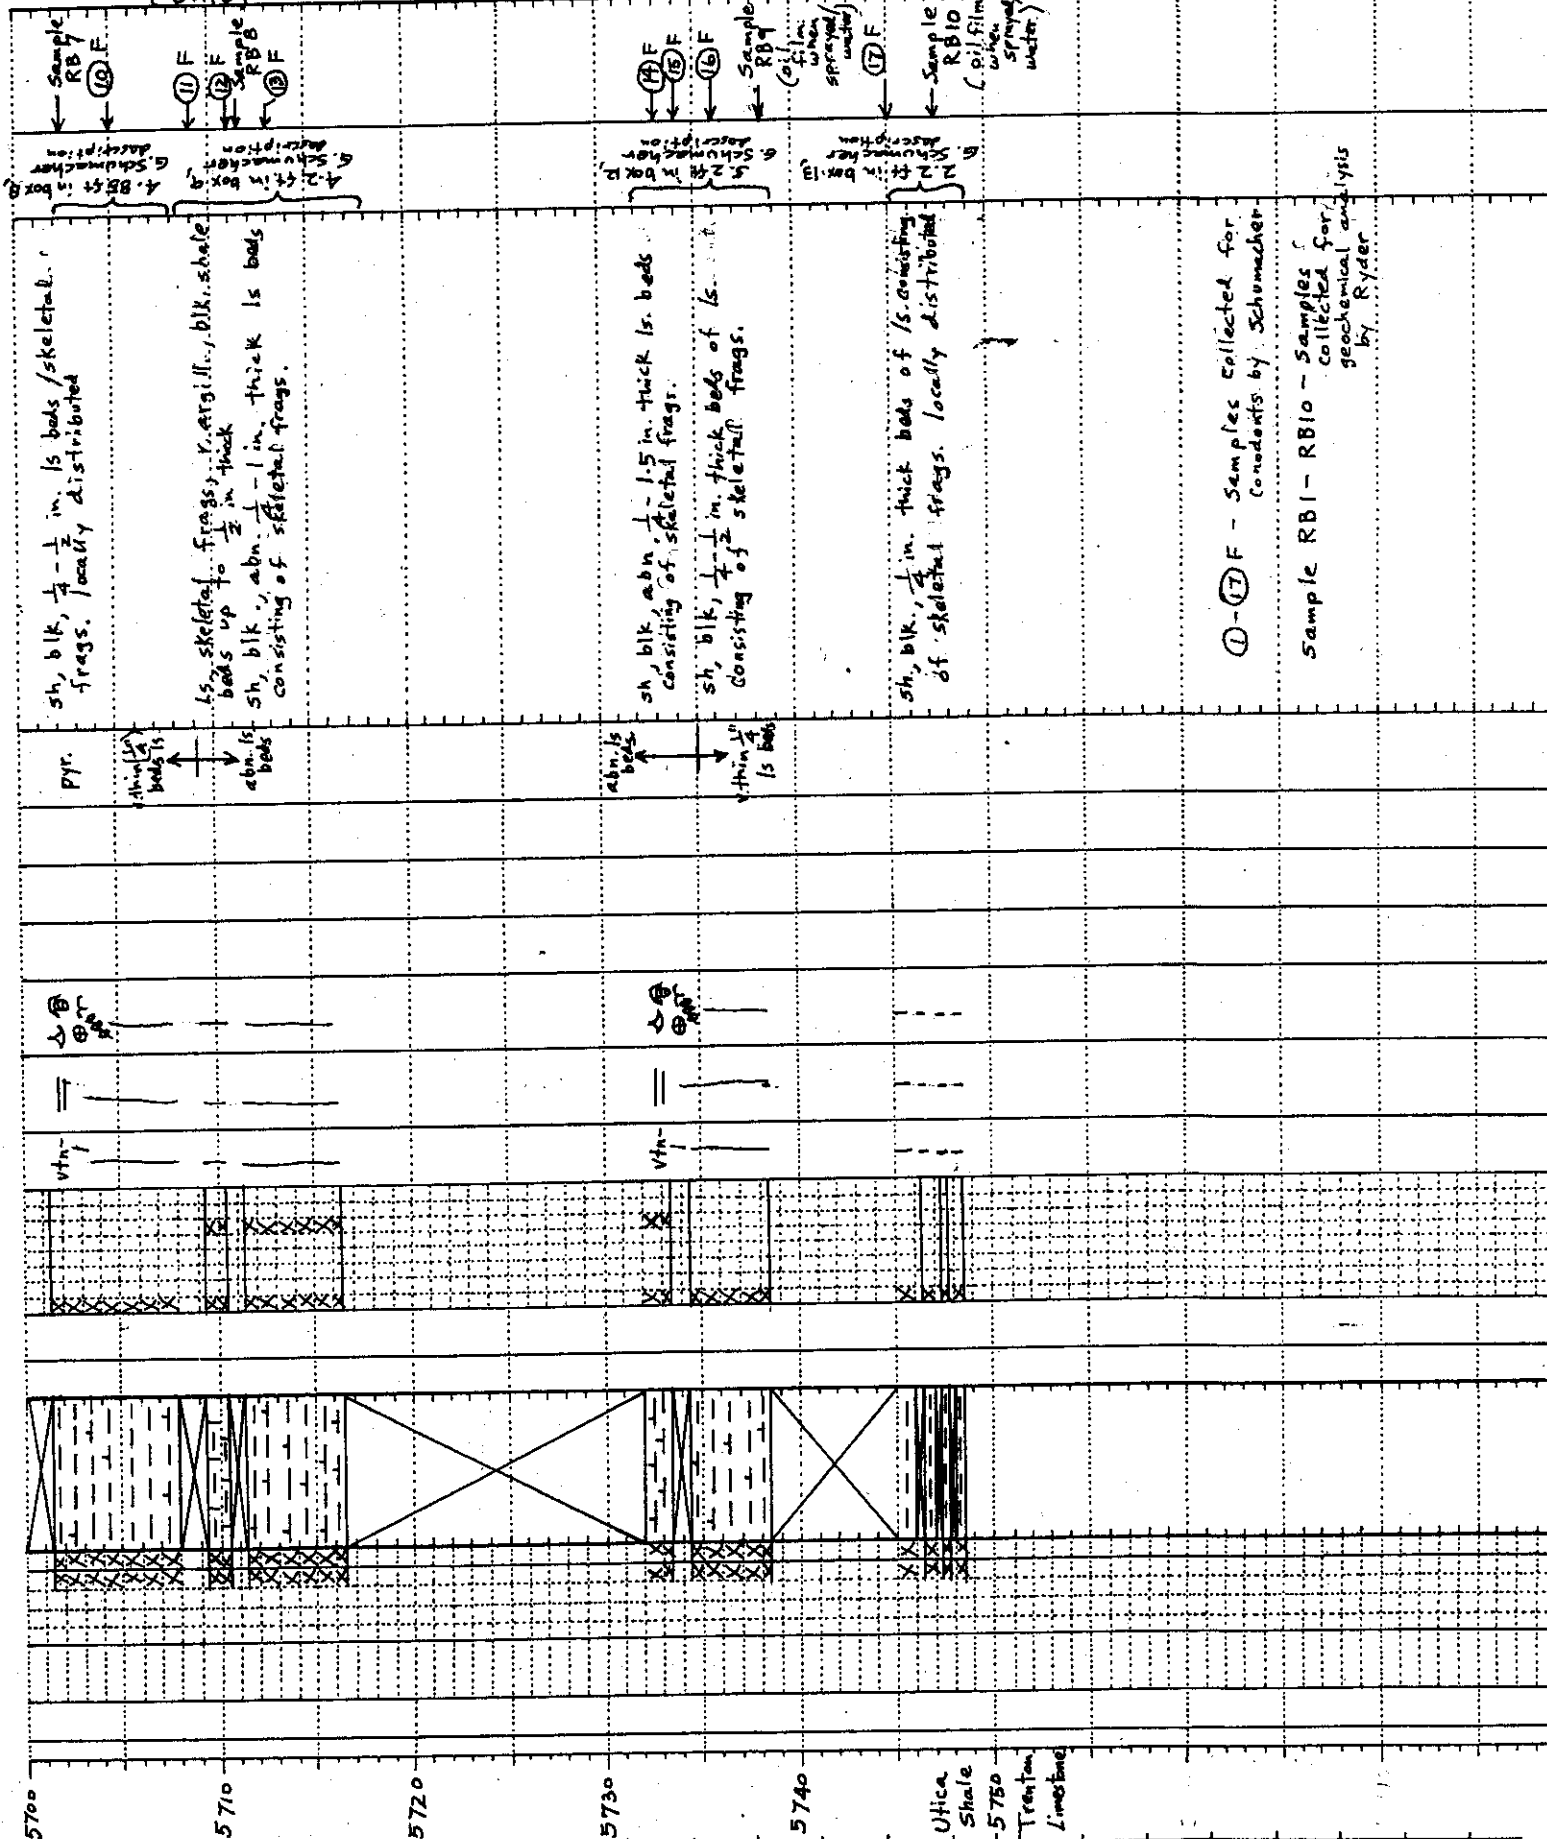 Sample
RB7
⑩ F
⑪ F
⑫ F
Sample
RB8
⑬ F
⑭ F
⑮ F
⑯ F
Sample
RB9
(oil
film
when
sprayed/
water)
⑰ F
Sample
RB10
(oil film
when
sprayed
water)
4.85 ft in box 8,
G. Schumacher
description
4.2 ft in box 9,
G. Schumacher
description
5.2 ft in box 12,
G. Schumacher
description
2.2 ft in box 13,
G. Schumacher
description
sh, blk, 1/4 - 1/2 in. ls beds /skeletal
frags. locally distributed
ls, skeletal frags, v. argill., blk. shale
beds up to 1/2 in thick
sh, blk., abn. 1/4 - 1 in. thick ls beds
consisting of skeletal frags.
sh, blk, abn, 1/4 - 1.5 in. thick ls. beds
consisting of skeletal frags.
sh, blk, 1/4 - 1/2 in. thick beds of ls
consisting of skeletal frags.
sh, blk, 1/4 in. thick beds of ls consisting
of skeletal frags. locally distributed
①-⑰ F - Samples collected for
conodonts by Schumacher
Sample RB1 - RB10 - Samples
collected for
geochemical analysis
by Ryder
pyr.
v thin (1/4 in)
beds ls
abn. ls
beds
abn. ls
beds
v. thin 1/4"
ls beds
vtn-
vtn-
5700
5710
5720
5730
5740
Utica
Shale
5750
Trenton
Limestone